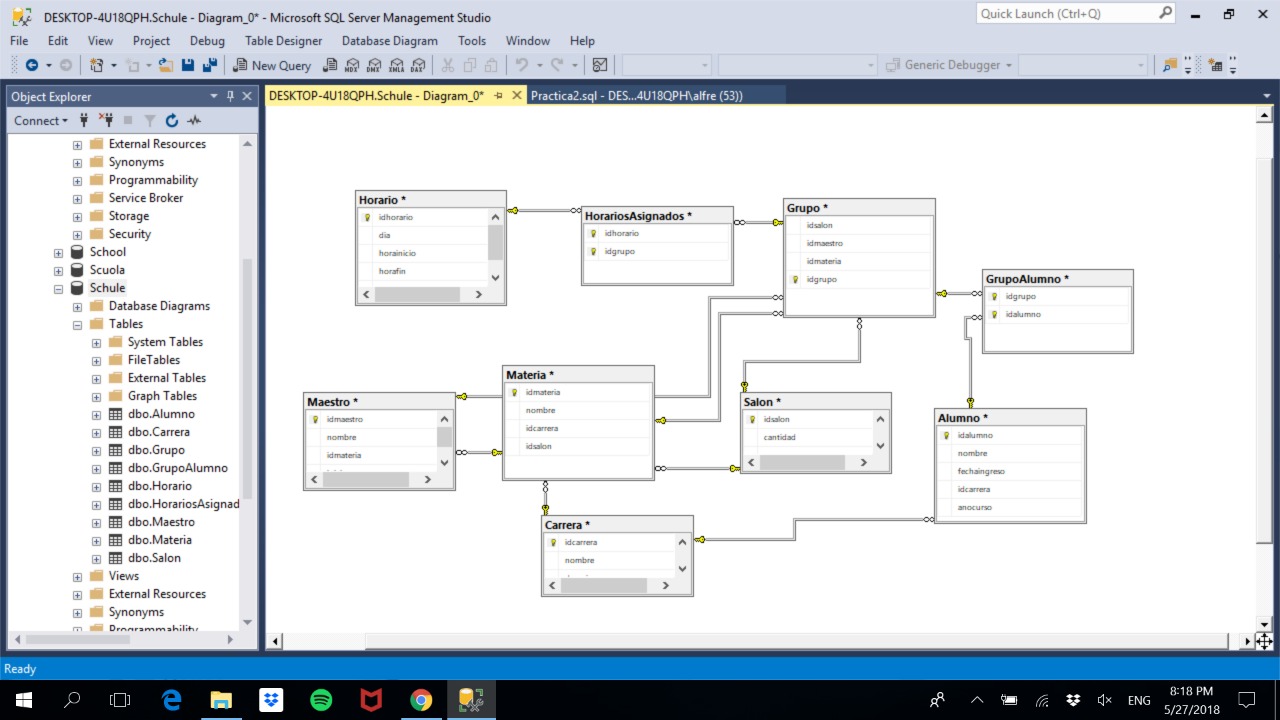 DESKTOP-4U18QPH.Schule - Diagram_0* - Microsoft SQL Server Management Studio
Quick Launch (Ctrl+Q)
File Edit View Project Debug Table Designer Database Diagram Tools Window Help
New Query
MDX DMX XMLA DAX
Generic Debugger
Object Explorer
DESKTOP-4U18QPH.Schule - Diagram_0*
Practica2.sql - DES...4U18QPH\alfre (53))
Connect
External Resources
Synonyms
Programmability
Service Broker
Storage
Security
School
Scuola
Schule
Database Diagrams
Tables
System Tables
FileTables
External Tables
Graph Tables
dbo.Alumno
dbo.Carrera
dbo.Grupo
dbo.GrupoAlumno
dbo.Horario
dbo.HorariosAsignad
dbo.Maestro
dbo.Materia
dbo.Salon
Views
External Resources
Synonyms
Programmability
Horario *
idhorario
dia
horainicio
horafin
HorariosAsignados *
idhorario
idgrupo
Grupo *
idsalon
idmaestro
idmateria
idgrupo
GrupoAlumno *
idgrupo
idalumno
Materia *
idmateria
nombre
idcarrera
idsalon
Maestro *
idmaestro
nombre
idmateria
Salon *
idsalon
cantidad
Alumno *
idalumno
nombre
fechaingreso
idcarrera
anocurso
Carrera *
idcarrera
nombre
Ready
ENG
8:18 PM
5/27/2018